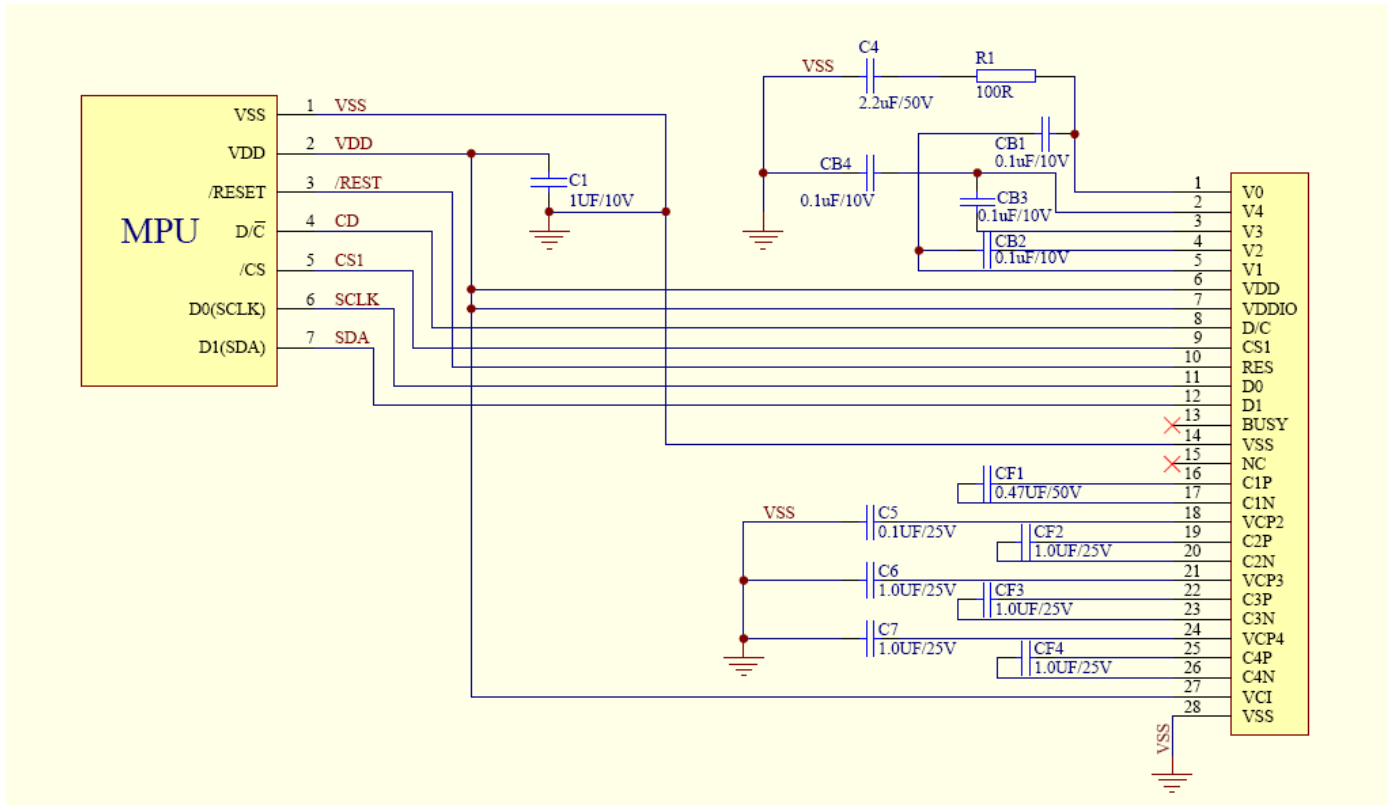 MPU
VSS
VDD
/RESET
D/C̅
/CS
D0(SCLK)
D1(SDA)
1 VSS
2 VDD
3 /REST
4 CD
5 CS1
6 SCLK
7 SDA
C1
1UF/10V
VSS
C4
2.2uF/50V
R1
100R
CB1
0.1uF/10V
CB4
0.1uF/10V
CB3
0.1uF/10V
CB2
0.1uF/10V
1 V0
2 V4
3 V3
4 V2
5 V1
6 VDD
7 VDDIO
8 D/C
9 CS1
10 RES
11 D0
12 D1
13 BUSY
14 VSS
15 NC
16 C1P
17 C1N
18 VCP2
19 C2P
20 C2N
21 VCP3
22 C3P
23 C3N
24 VCP4
25 C4P
26 C4N
27 VCI
28 VSS
CF1
0.47UF/50V
VSS
C5
0.1UF/25V
CF2
1.0UF/25V
C6
1.0UF/25V
CF3
1.0UF/25V
C7
1.0UF/25V
CF4
1.0UF/25V
VSS